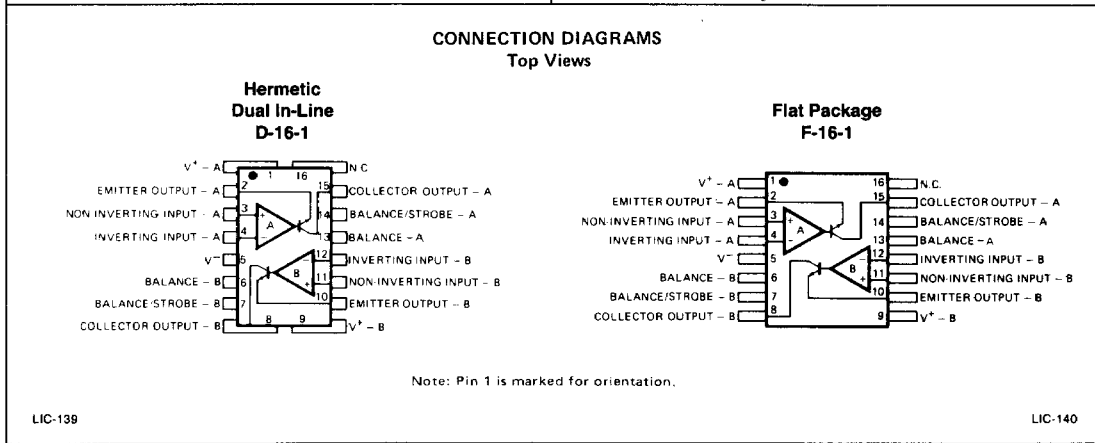 CONNECTION DIAGRAMS
Top Views
Hermetic
Dual In-Line
D-16-1
V⁺ – A
EMITTER OUTPUT – A
NON-INVERTING INPUT – A
INVERTING INPUT – A
V⁻
BALANCE – B
BALANCE/STROBE – B
COLLECTOR OUTPUT – B
1 16
2 15
3 14
4 13
5 12
6 11
7 10
8 9
+
–
A
–
+
B
N.C
COLLECTOR OUTPUT – A
BALANCE/STROBE – A
BALANCE – A
INVERTING INPUT – B
NON-INVERTING INPUT – B
EMITTER OUTPUT – B
V⁺ – B
Flat Package
F-16-1
V⁺ – A
EMITTER OUTPUT – A
NON-INVERTING INPUT – A
INVERTING INPUT – A
V⁻
BALANCE – B
BALANCE/STROBE – B
COLLECTOR OUTPUT – B
1 16
2 15
3 14
4 13
5 12
6 11
7 10
8 9
+
–
A
–
+
B
N.C.
COLLECTOR OUTPUT – A
BALANCE/STROBE – A
BALANCE – A
INVERTING INPUT – B
NON-INVERTING INPUT – B
EMITTER OUTPUT – B
V⁺ – B
Note: Pin 1 is marked for orientation.
LIC-139
LIC-140